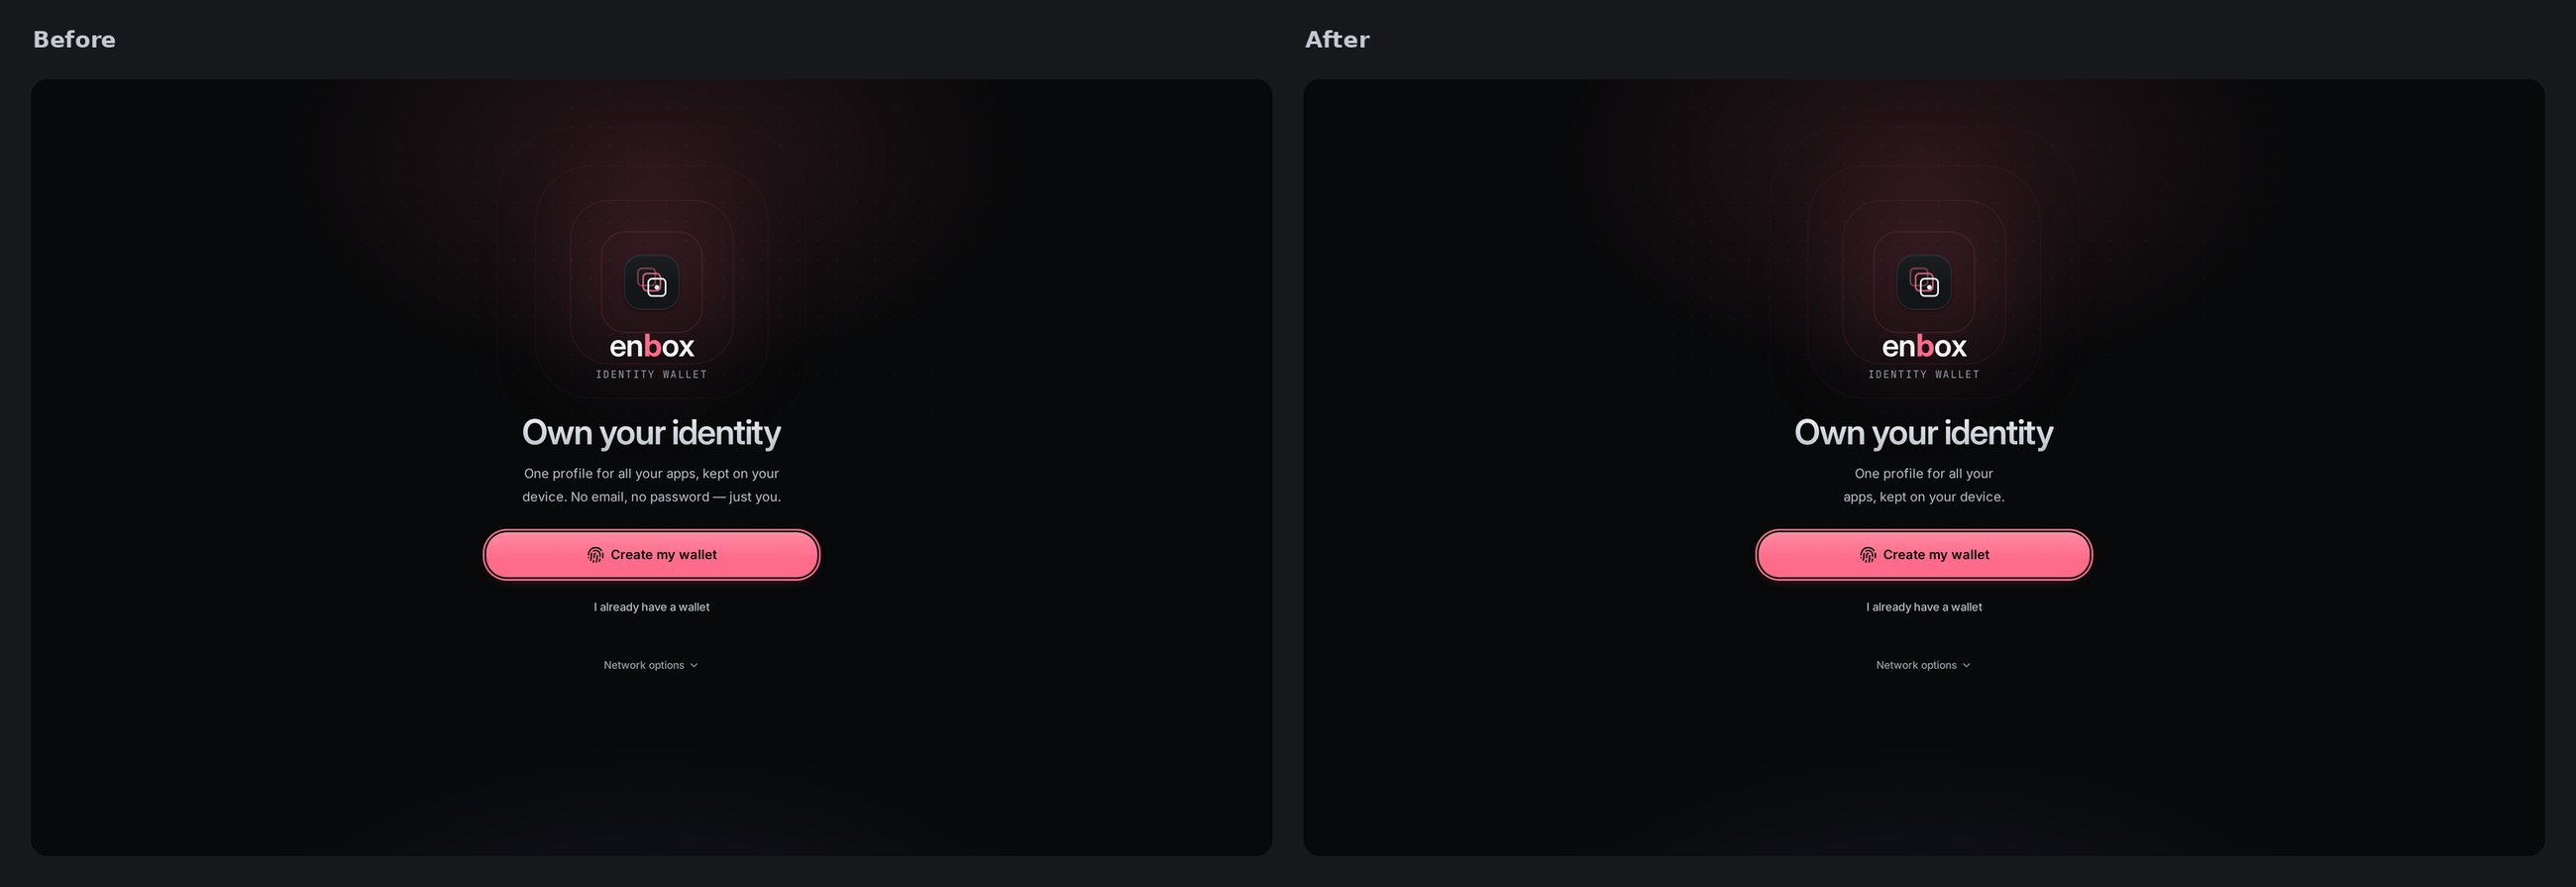 Before
enbox
IDENTITY WALLET
Own your identity
One profile for all your apps, kept on your
device. No email, no password — just you.
Create my wallet
I already have a wallet
Network options
After
enbox
IDENTITY WALLET
Own your identity
One profile for all your
apps, kept on your device.
Create my wallet
I already have a wallet
Network options